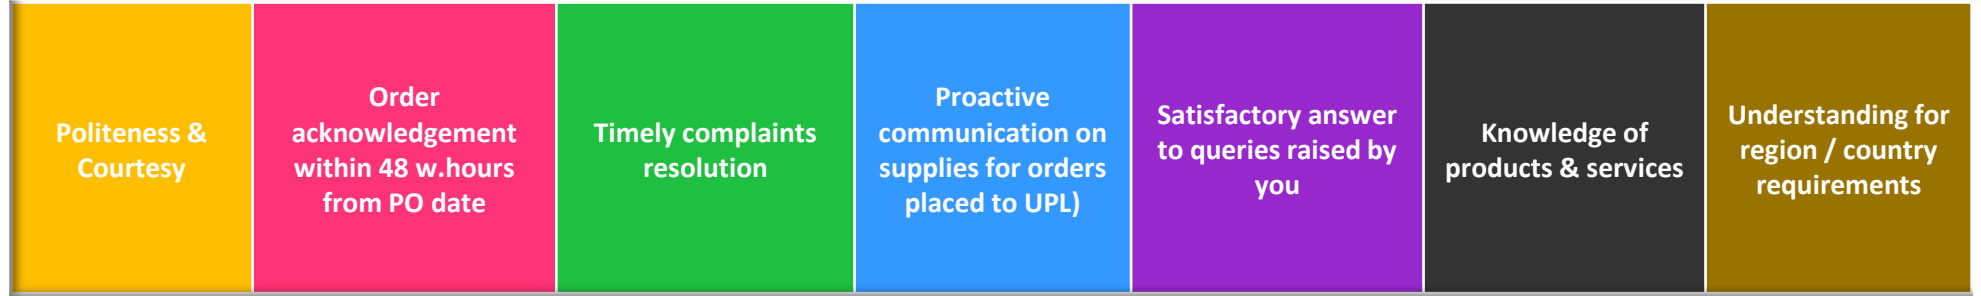 Politeness &
Courtesy
Order
acknowledgement
within 48 w.hours
from PO date
Timely complaints
resolution
Proactive
communication on
supplies for orders
placed to UPL)
Satisfactory answer
to queries raised by
you
Knowledge of
products & services
Understanding for
region / country
requirements